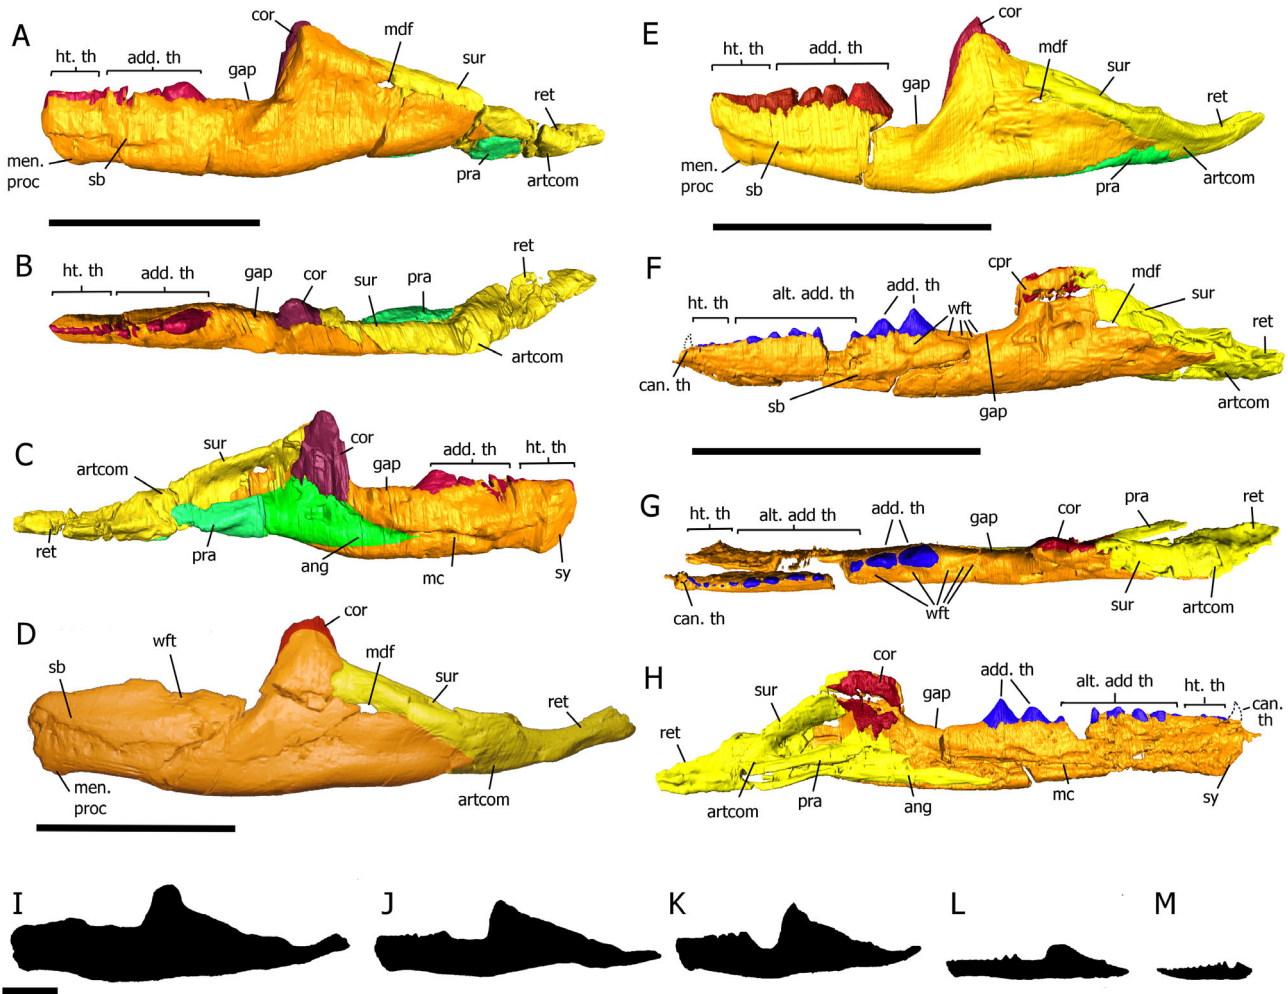 A
cor
mdf
ht. th
add. th
gap
sur
ret
men.
proc
sb
pra
artcom
B
ht. th
add. th
gap
cor
sur
pra
ret
artcom
C
sur
cor
artcom
gap
add. th
ht. th
ret
pra
ang
mc
sy
D
cor
sb
wft
mdf
sur
ret
men.
proc
artcom
E
cor
ht. th
add. th
mdf
gap
sur
ret
men.
proc
sb
pra
artcom
F
cpr
mdf
add. th
ht. th
alt. add. th
wft
sur
ret
can. th
sb
gap
artcom
G
ht. th
alt. add th
add. th
gap
cor
pra
ret
can. th
wft
sur
artcom
H
cor
add. th
alt. add th
ht. th
can.
th
sur
gap
ret
artcom
pra
ang
mc
sy
I
J
K
L
M